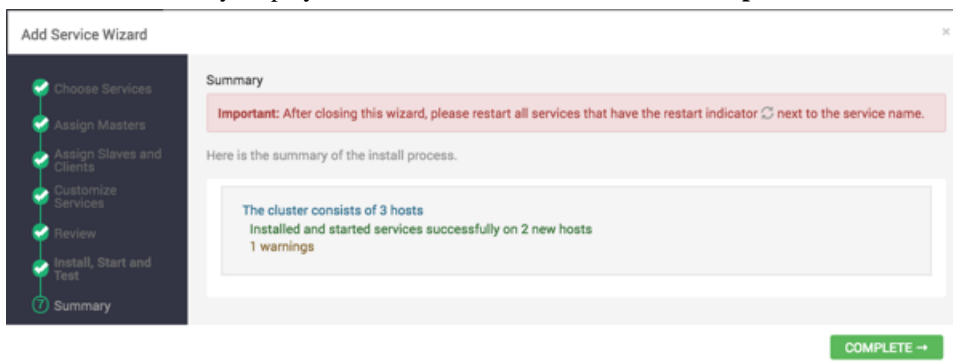 Add Service Wizard
Choose Services
Assign Masters
Assign Slaves and
Clients
Customize
Services
Review
Install, Start and
Test
7 Summary
Summary
Important: After closing this wizard, please restart all services that have the restart indicator next to the service name.
Here is the summary of the install process.
The cluster consists of 3 hosts
Installed and started services successfully on 2 new hosts
1 warnings
COMPLETE →